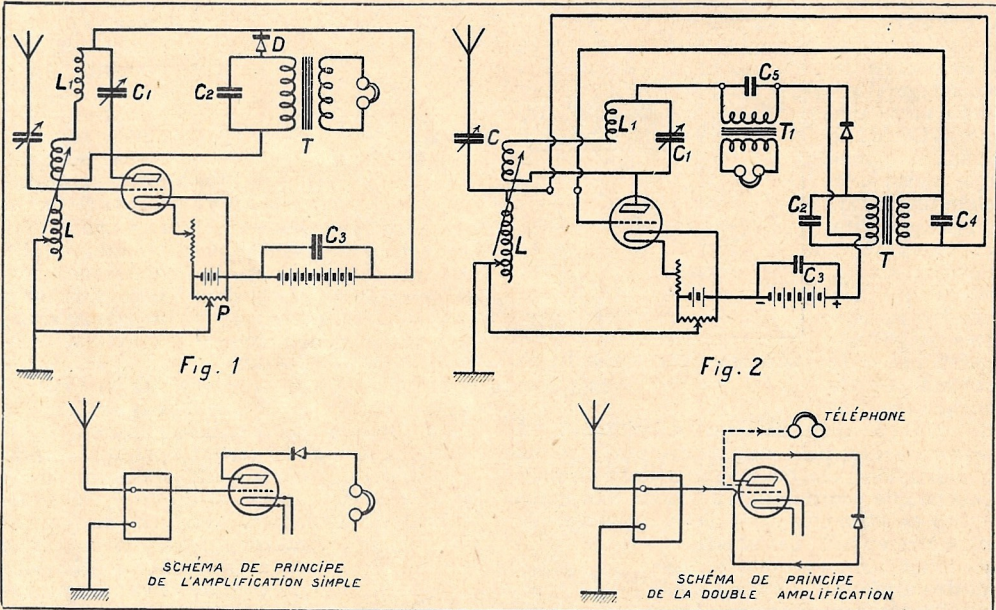 L1
C1
D
C2
T
L
C3
P
Fig. 1
C
L1
C1
C5
T1
C2
T
C4
L
C3
- +
Fig. 2
SCHÉMA DE PRINCIPE
DE L'AMPLIFICATION SIMPLE
TÉLÉPHONE
SCHÉMA DE PRINCIPE
DE LA DOUBLE AMPLIFICATION